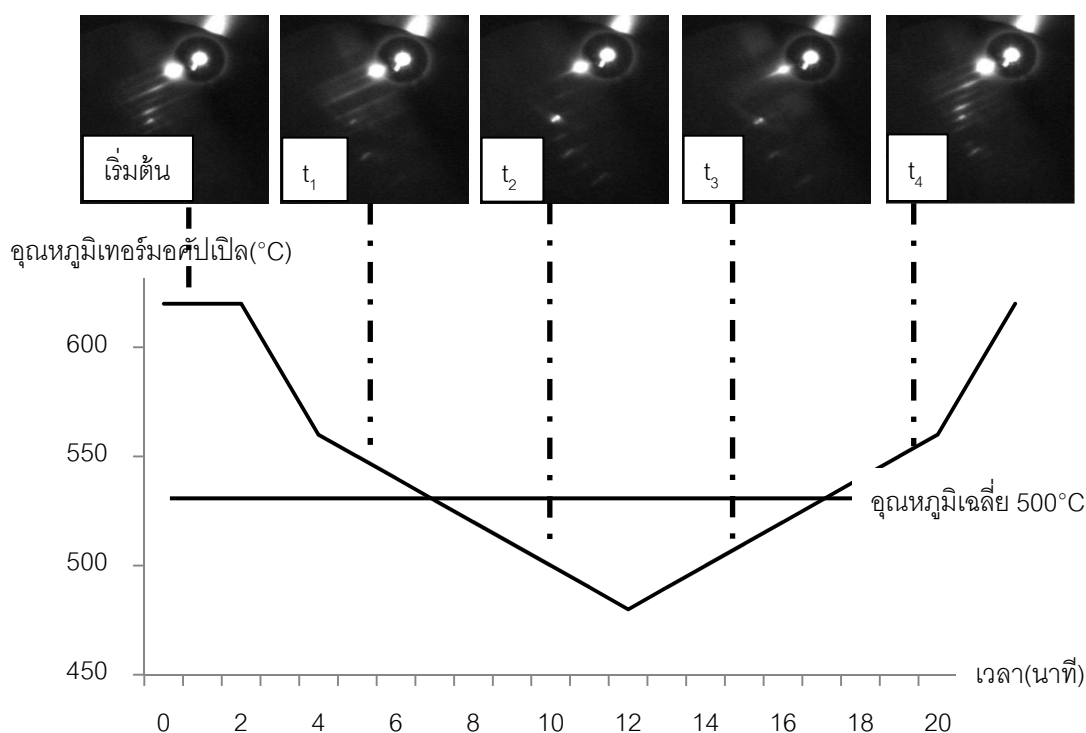 เริ่มต้น
t₁
t₂
t₃
t₄
อุณหภูมิเทอร์มอคัปเปิล(°C)
600
550
อุณหภูมิเฉลี่ย 500°C
500
450
เวลา(นาที)
0 2 4 6 8 10 12 14 16 18 20